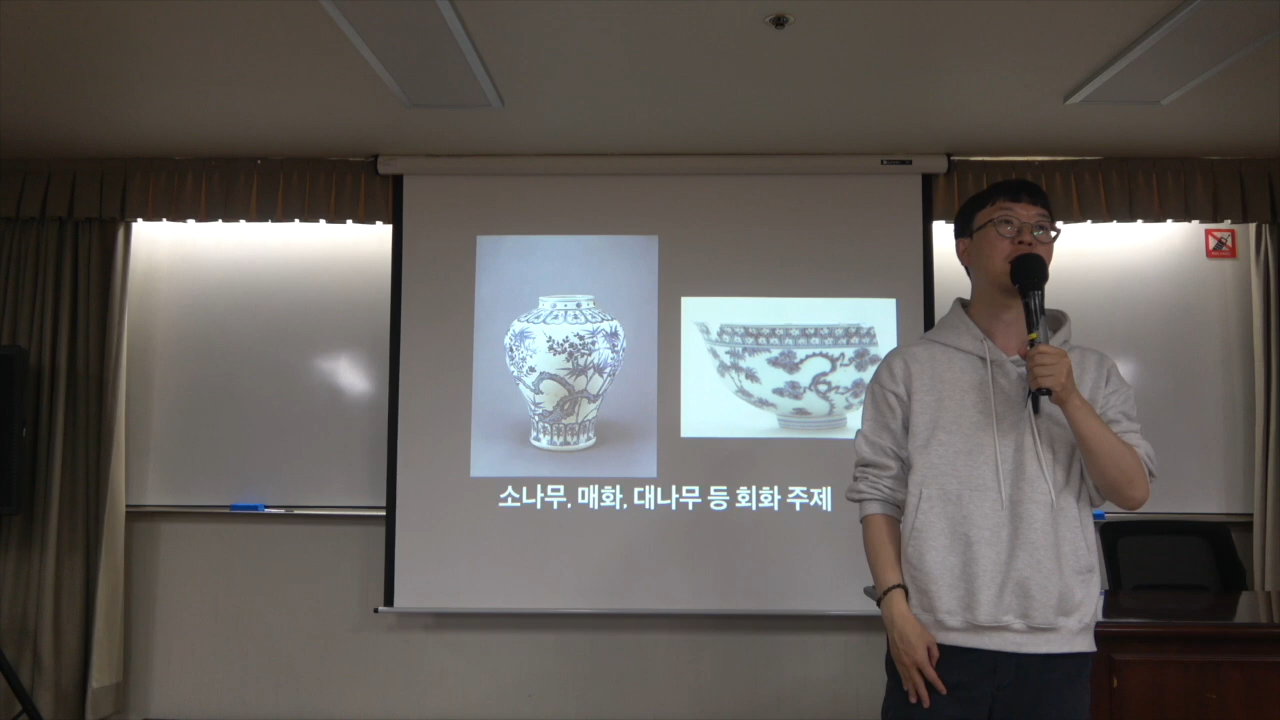 소나무, 매화, 대나무 등 회화 주제